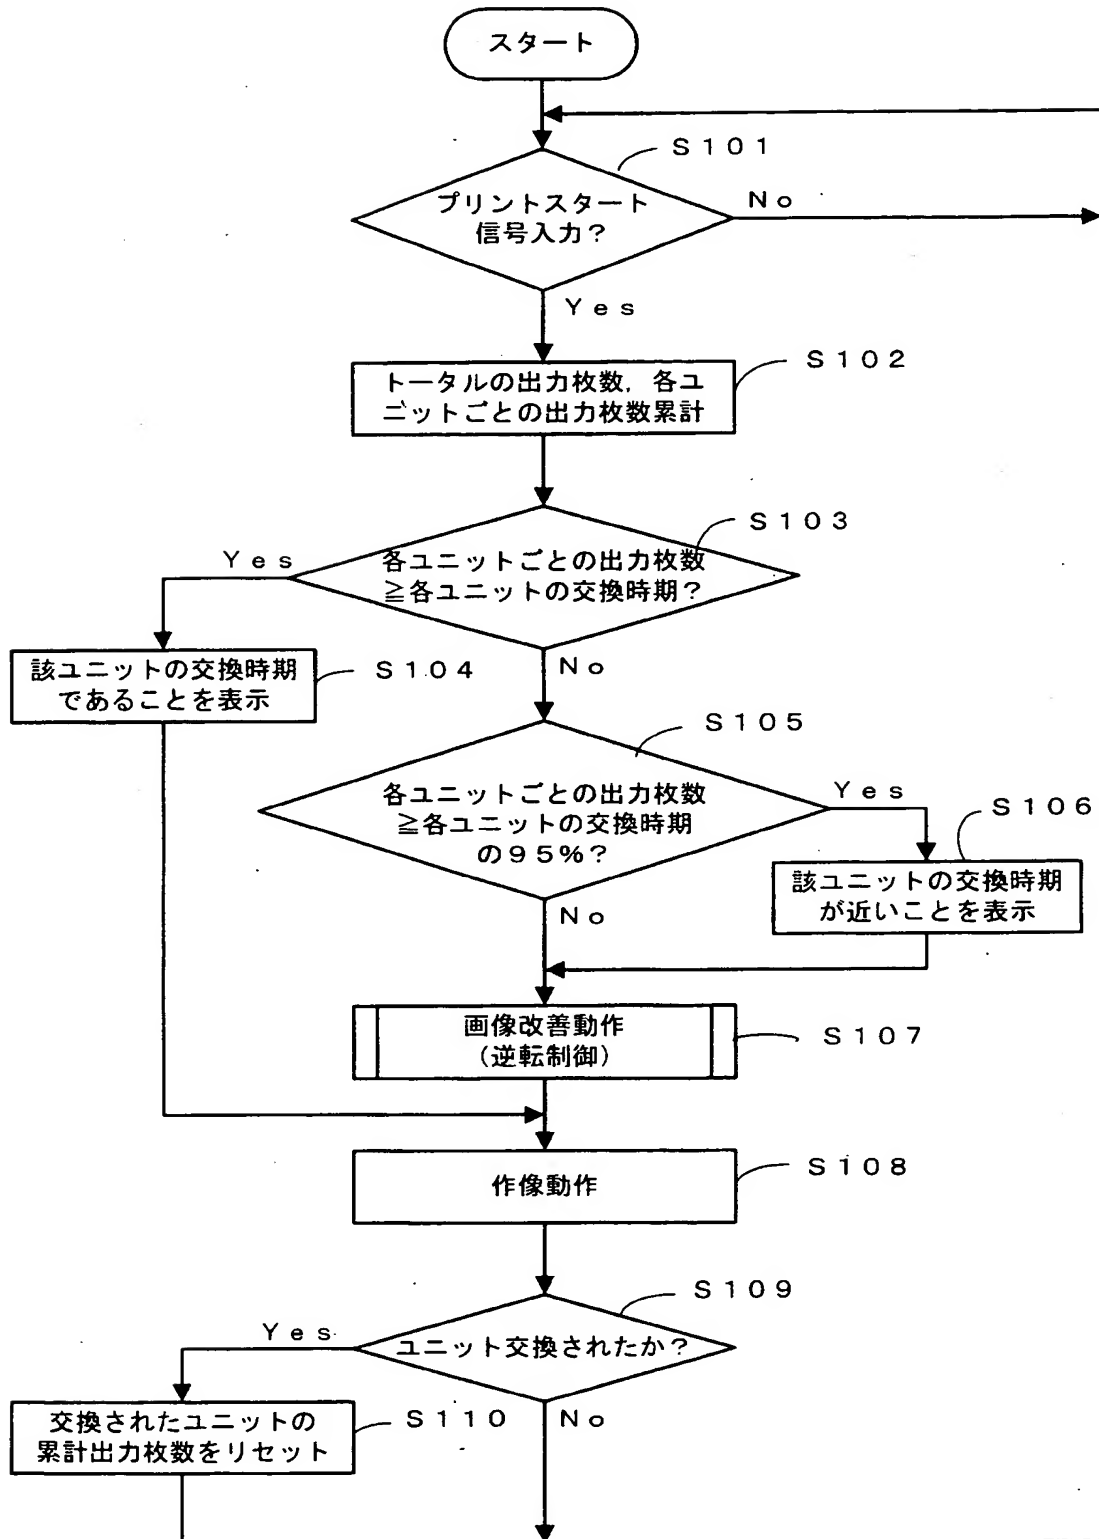 スタート
S101
プリントスタート
信号入力?
No
Yes
S102
トータルの出力枚数,各ユ
ニットごとの出力枚数累計
S103
Yes
各ユニットごとの出力枚数
≧各ユニットの交換時期?
No
該ユニットの交換時期
であることを表示
S104
S105
各ユニットごとの出力枚数
≧各ユニットの交換時期
の95%?
Yes
S106
該ユニットの交換時期
が近いことを表示
No
画像改善動作
(逆転制御)
S107
作像動作
S108
S109
Yes
ユニット交換されたか?
交換されたユニットの
累計出力枚数をリセット
S110
No